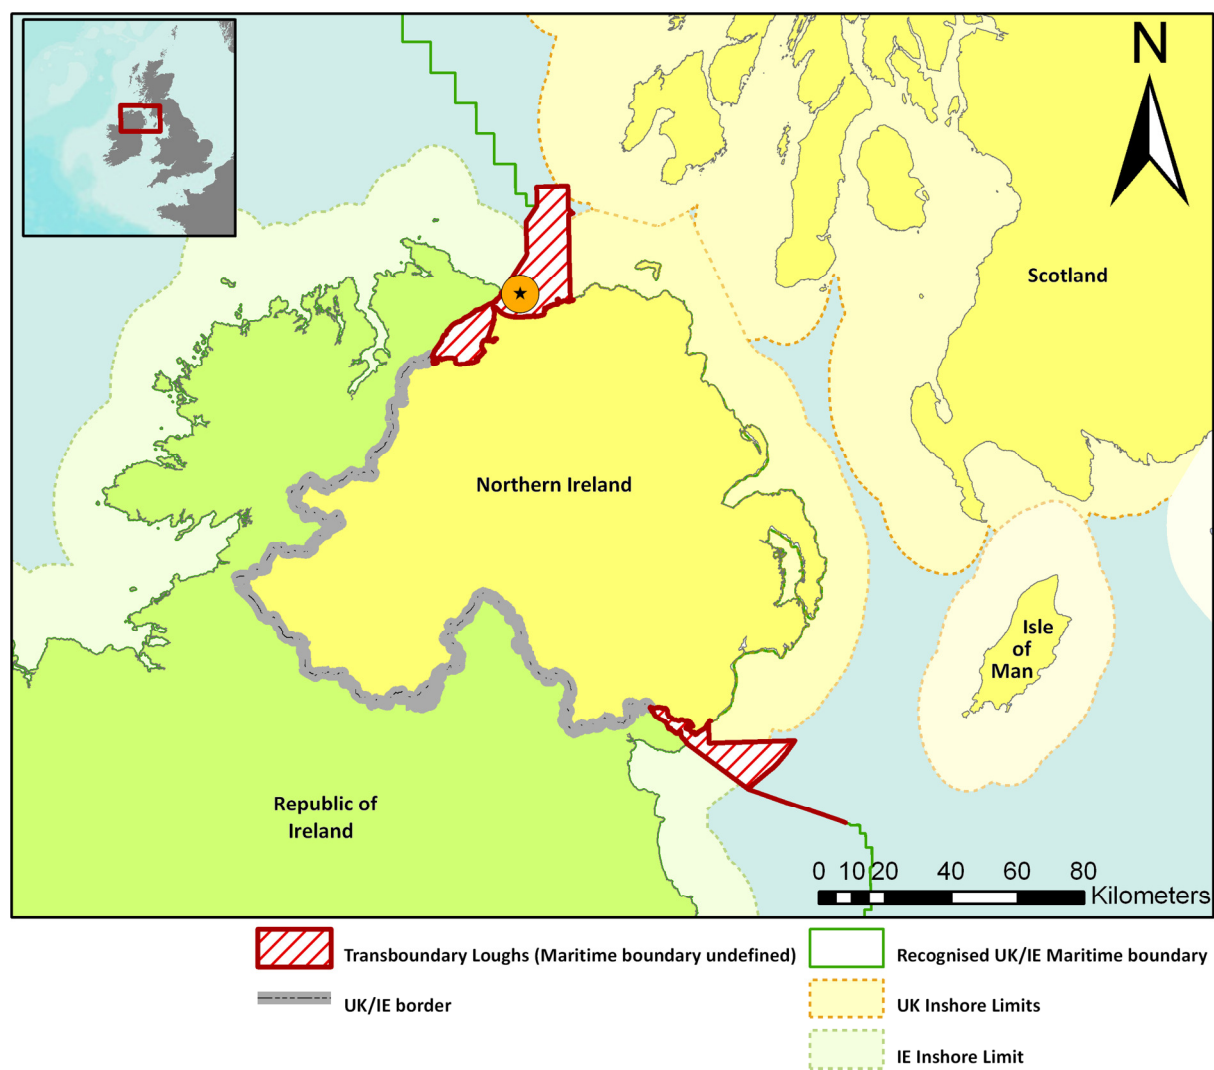 N
Scotland
Northern Ireland
Isle
of
Man
Republic of
Ireland
0 10 20 40 60 80
Kilometers
Transboundary Loughs (Maritime boundary undefined)
Recognised UK/IE Maritime boundary
UK/IE border
UK Inshore Limits
IE Inshore Limit